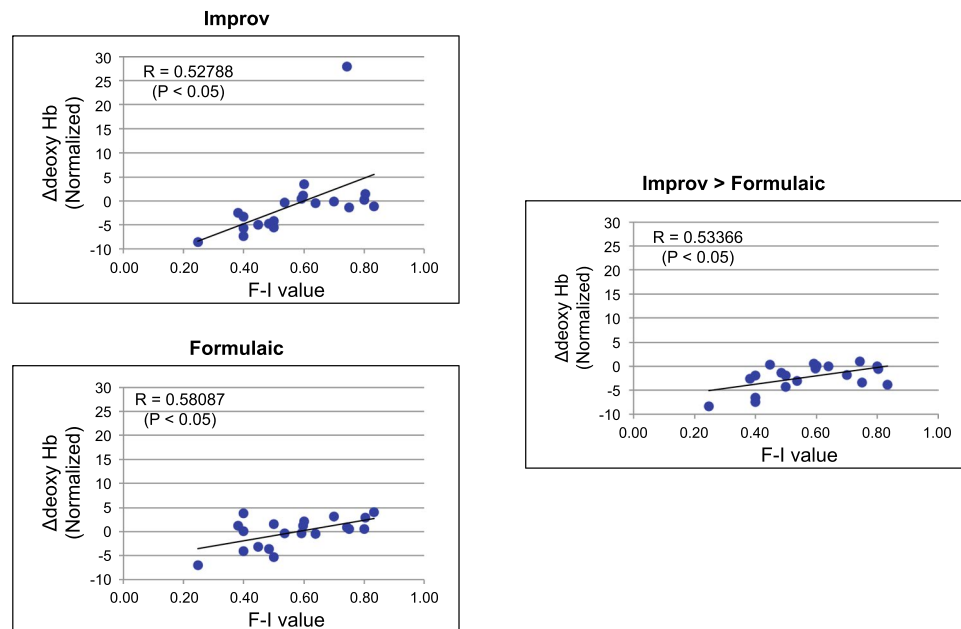 Improv
R = 0.52788
(P < 0.05)
Δdeoxy Hb
(Normalized)
30
25
20
15
10
5
0
-5
-10
0.00 0.20 0.40 0.60 0.80 1.00
F-I value
Formulaic
R = 0.58087
(P < 0.05)
Δdeoxy Hb
(Normalized)
30
25
20
15
10
5
0
-5
-10
0.00 0.20 0.40 0.60 0.80 1.00
F-I value
Improv > Formulaic
R = 0.53366
(P < 0.05)
Δdeoxy Hb
(Normalized)
30
25
20
15
10
5
0
-5
-10
0.00 0.20 0.40 0.60 0.80 1.00
F-I value